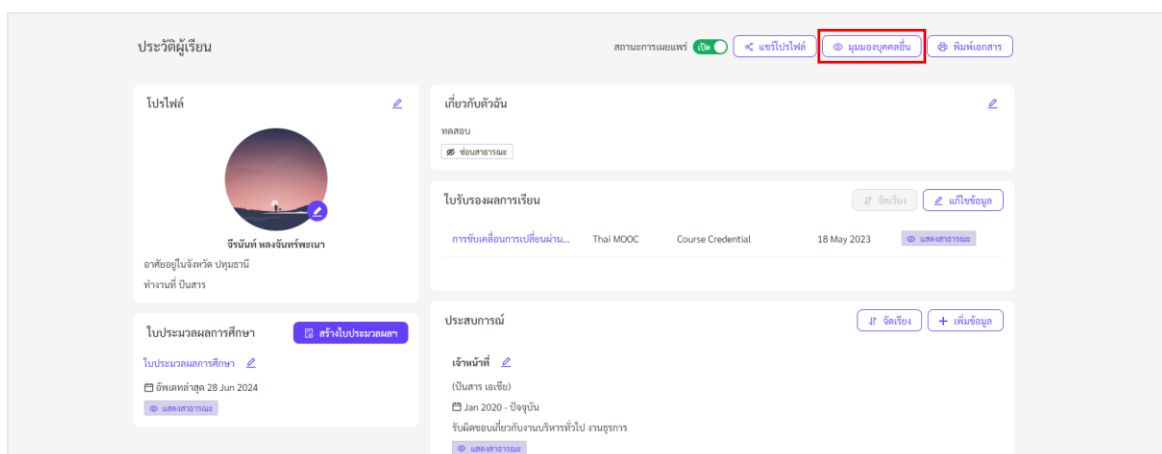 ประวัติผู้เรียน
สถานะการเผยแพร่ เปิด แชร์โปรไฟล์ มุมมองบุคคลอื่น พิมพ์เอกสาร
โปรไฟล์
จีรนันท์ หลงจันทร์พะเนา
อาศัยอยู่ในจังหวัด ปทุมธานี
ทำงานที่ ปันสาร
ใบประมวลผลการศึกษา สร้างใบประมวลผลฯ
ใบประมวลผลการศึกษา
อัพเดทล่าสุด 28 Jun 2024
แสดงสาธารณะ
เกี่ยวกับตัวฉัน
ทดสอบ
ซ่อนสาธารณะ
ใบรับรองผลการเรียน จัดเรียง แก้ไขข้อมูล
การขับเคลื่อนการเปลี่ยนผ่าน... Thai MOOC Course Credential 18 May 2023 แสดงสาธารณะ
ประสบการณ์ จัดเรียง + เพิ่มข้อมูล
เจ้าหน้าที่
(ปันสาร เอเชีย)
Jan 2020 - ปัจจุบัน
รับผิดชอบเกี่ยวกับงานบริหารทั่วไป งานธุรการ
แสดงสาธารณะ